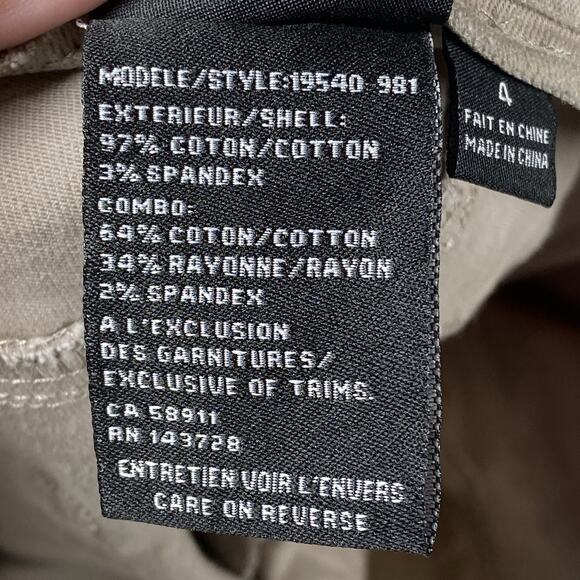 MODELE/STYLE:19540-981
EXTERIEUR/SHELL:
97% COTON/COTTON
3% SPANDEX
COMBO:
64% COTON/COTTON
34% RAYONNE/RAYON
2% SPANDEX
A L'EXCLUSION
DES GARNITURES/
EXCLUSIVE OF TRIMS.
CA 58911
RN 143728
ENTRETIEN VOIR L'ENVERS
CARE ON REVERSE
4
FAIT EN CHINE
MADE IN CHINA